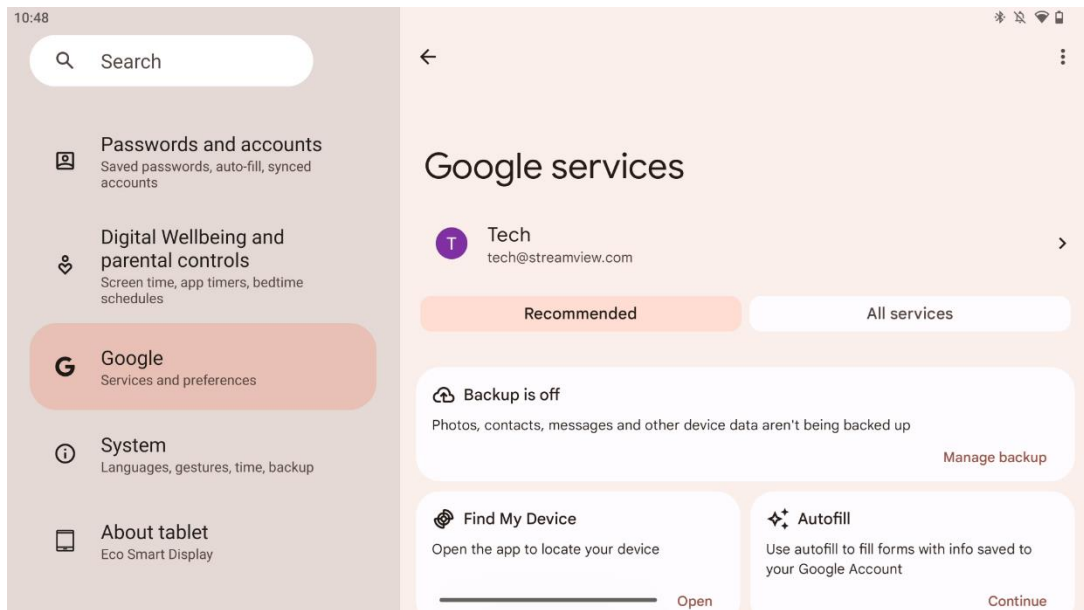 10:48
Search
Passwords and accounts
Saved passwords, auto-fill, synced
accounts
Digital Wellbeing and
parental controls
Screen time, app timers, bedtime
schedules
Google
Services and preferences
System
Languages, gestures, time, backup
About tablet
Eco Smart Display
Google services
T
Tech
tech@streamview.com
Recommended
All services
Backup is off
Photos, contacts, messages and other device data aren't being backed up
Manage backup
Find My Device
Open the app to locate your device
Open
Autofill
Use autofill to fill forms with info saved to
your Google Account
Continue